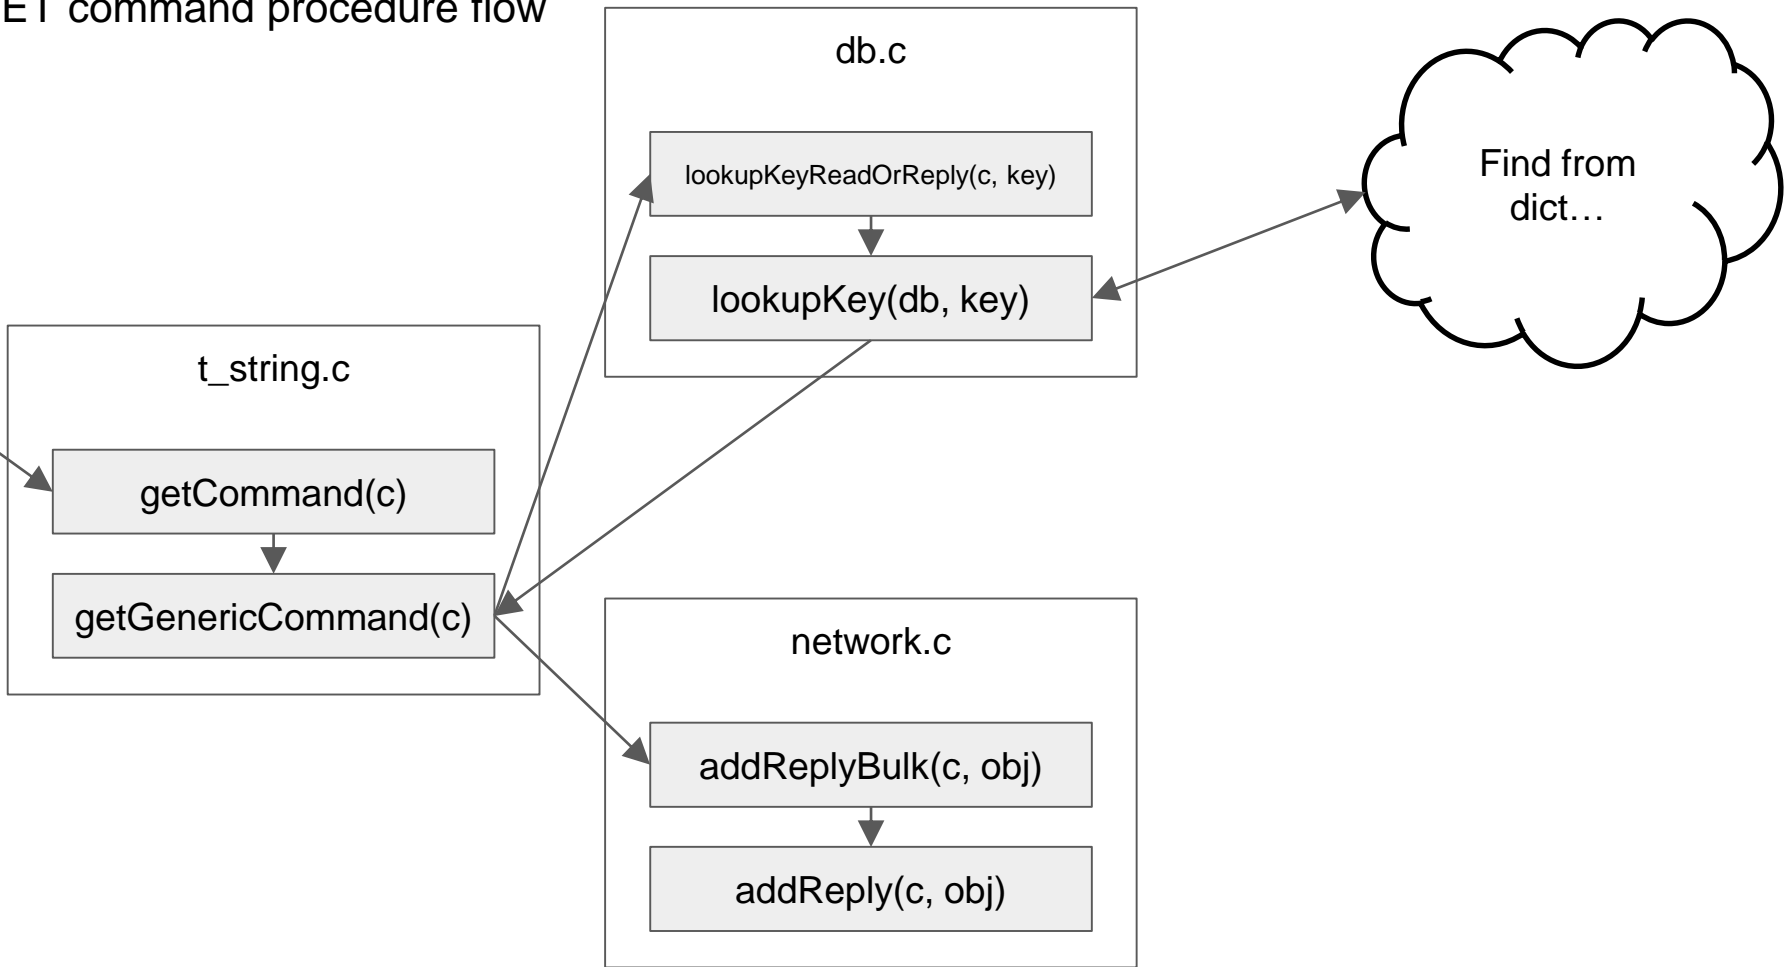 ET command procedure flow
db.c
lookupKeyReadOrReply(c, key)
lookupKey(db, key)
Find from
dict…
t_string.c
getCommand(c)
getGenericCommand(c)
network.c
addReplyBulk(c, obj)
addReply(c, obj)